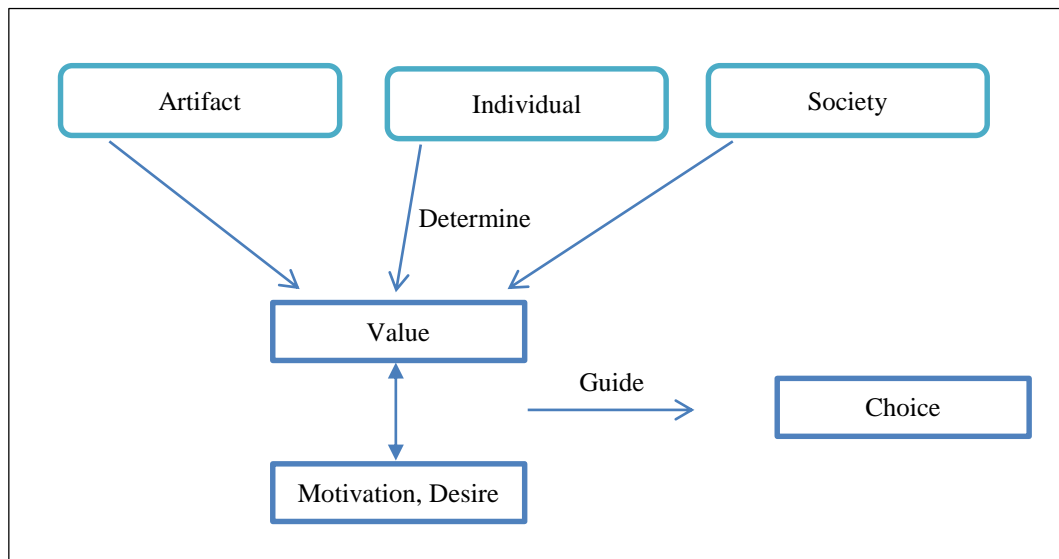 Artifact
Individual
Society
Determine
Value
Guide
Choice
Motivation, Desire